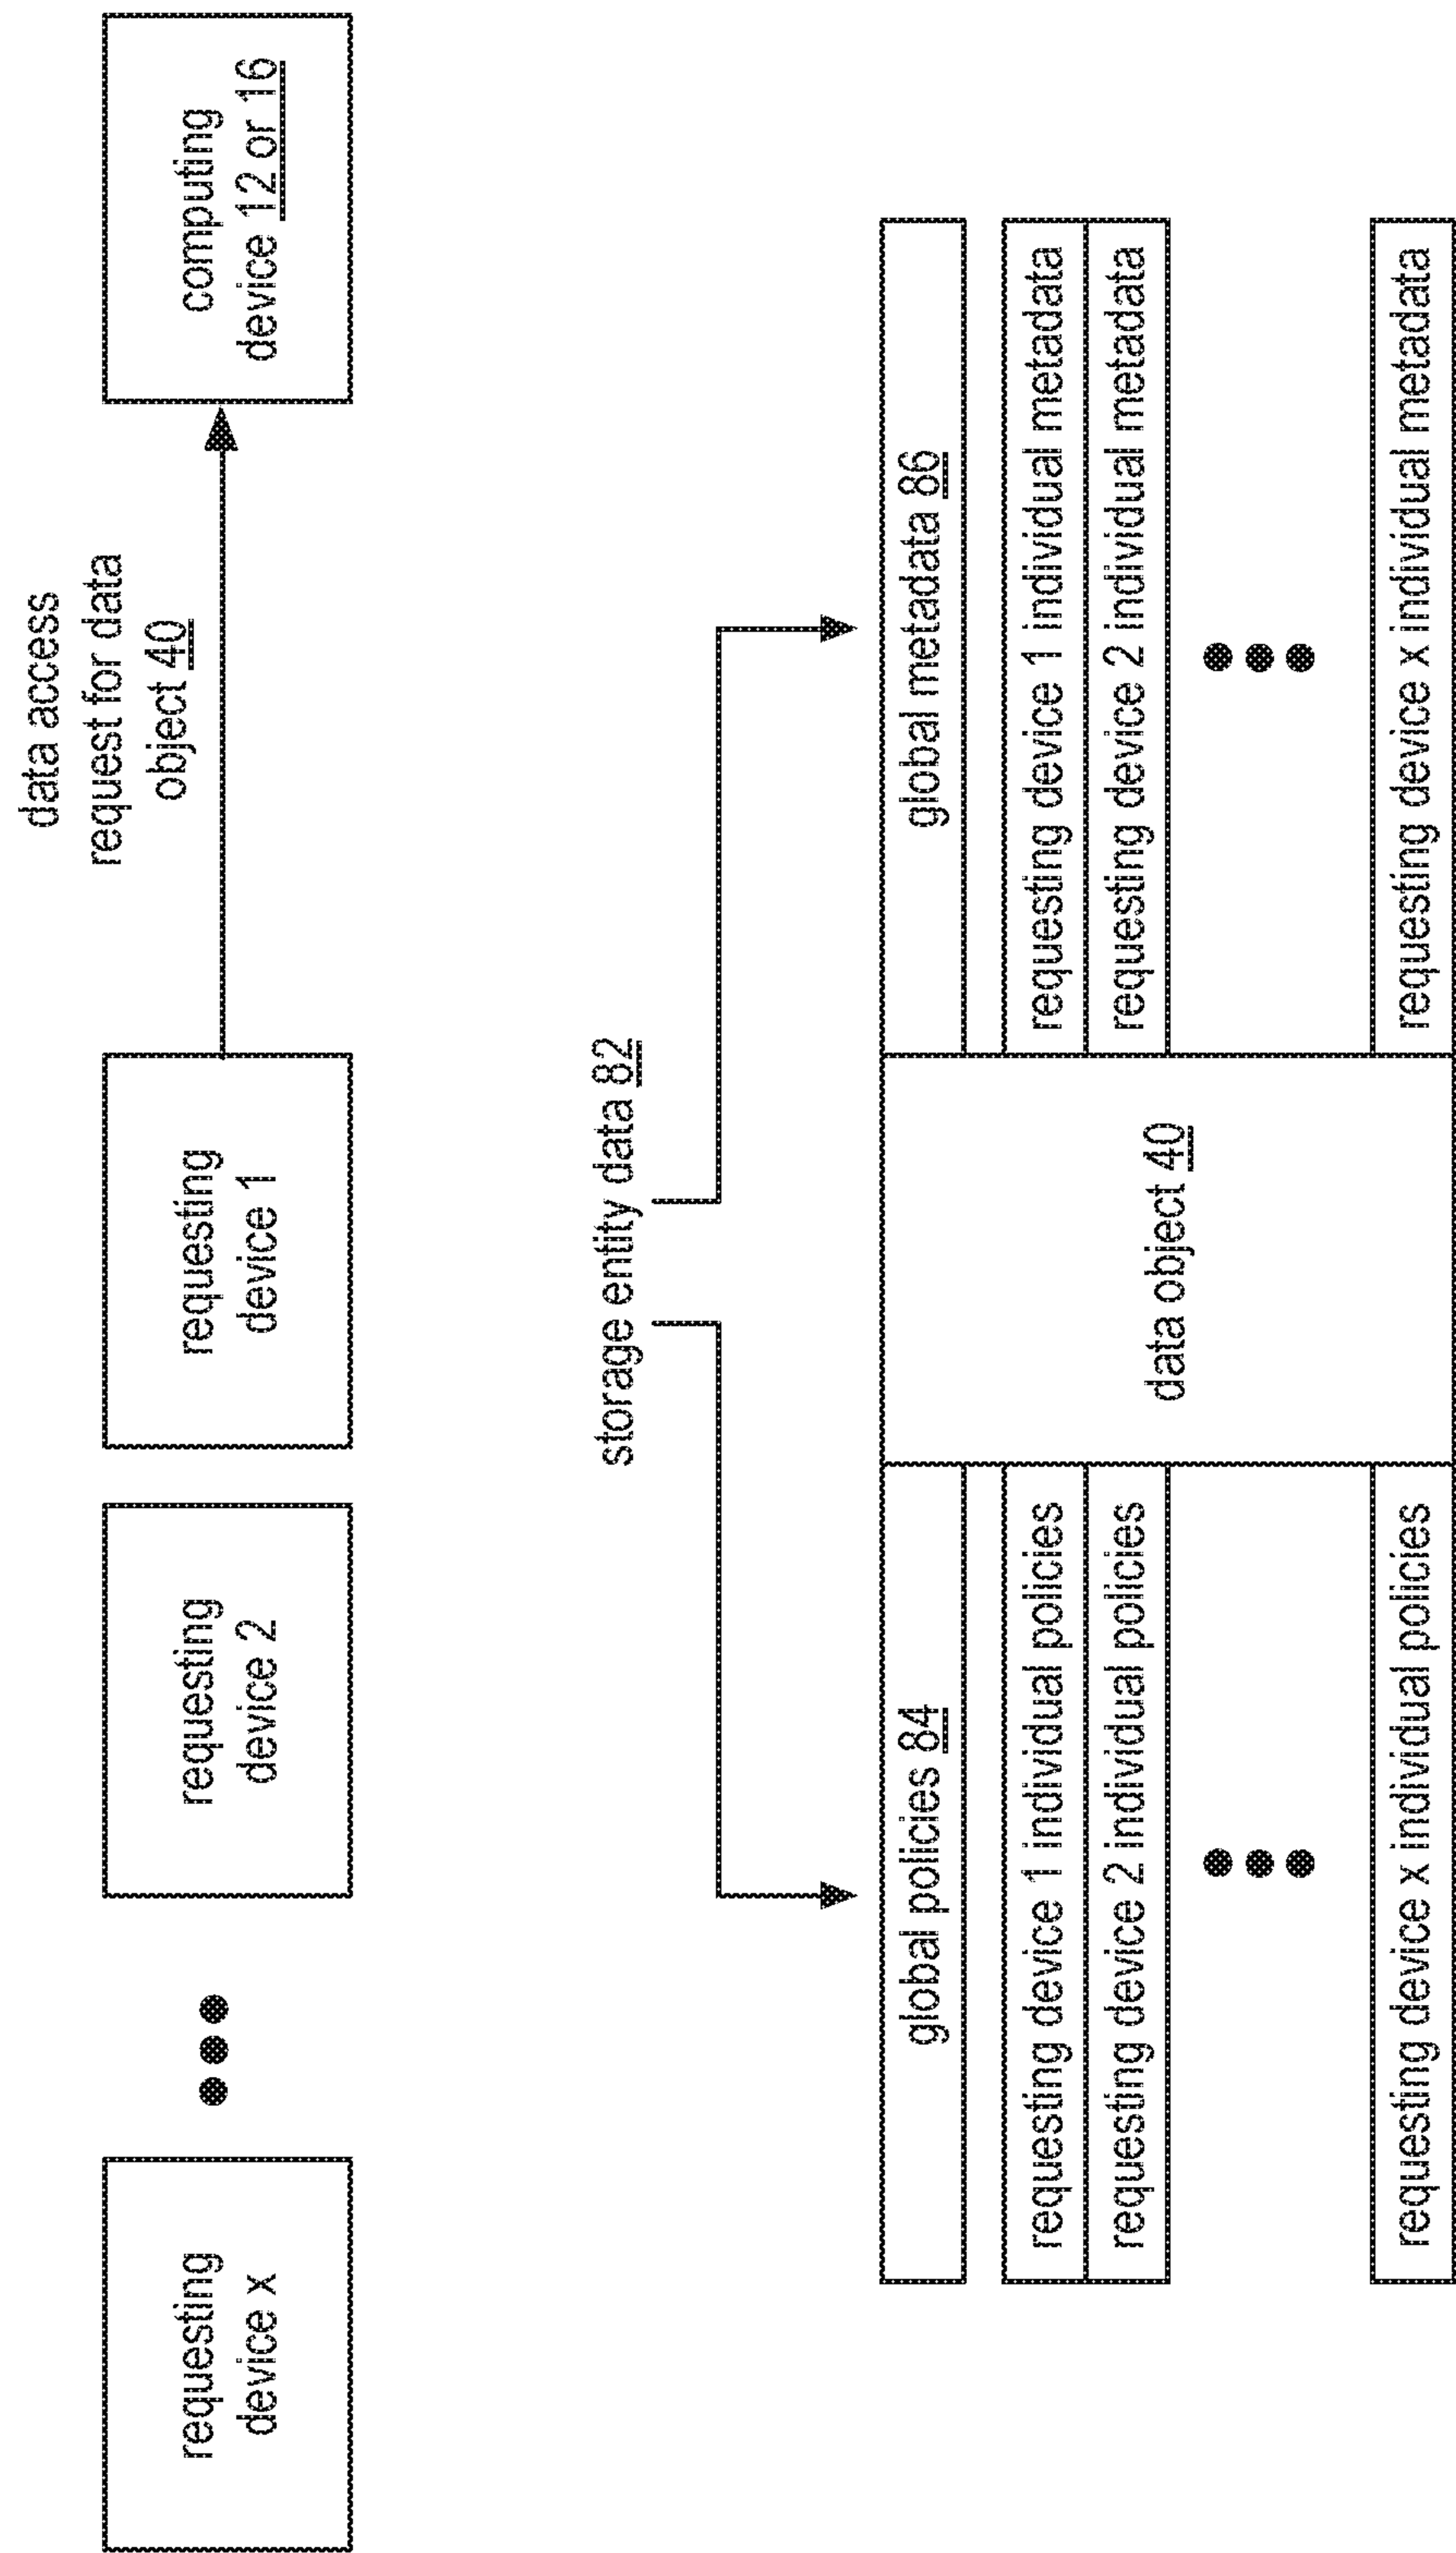 requesting
device x
requesting
device 2
requesting
device 1
data access
request for data
object 40
computing
device 12 or 16
storage entity data 82
global policies 84
requesting device 1 individual policies
requesting device 2 individual policies
requesting device x individual policies
data object 40
global metadata 86
requesting device 1 individual metadata
requesting device 2 individual metadata
requesting device x individual metadata